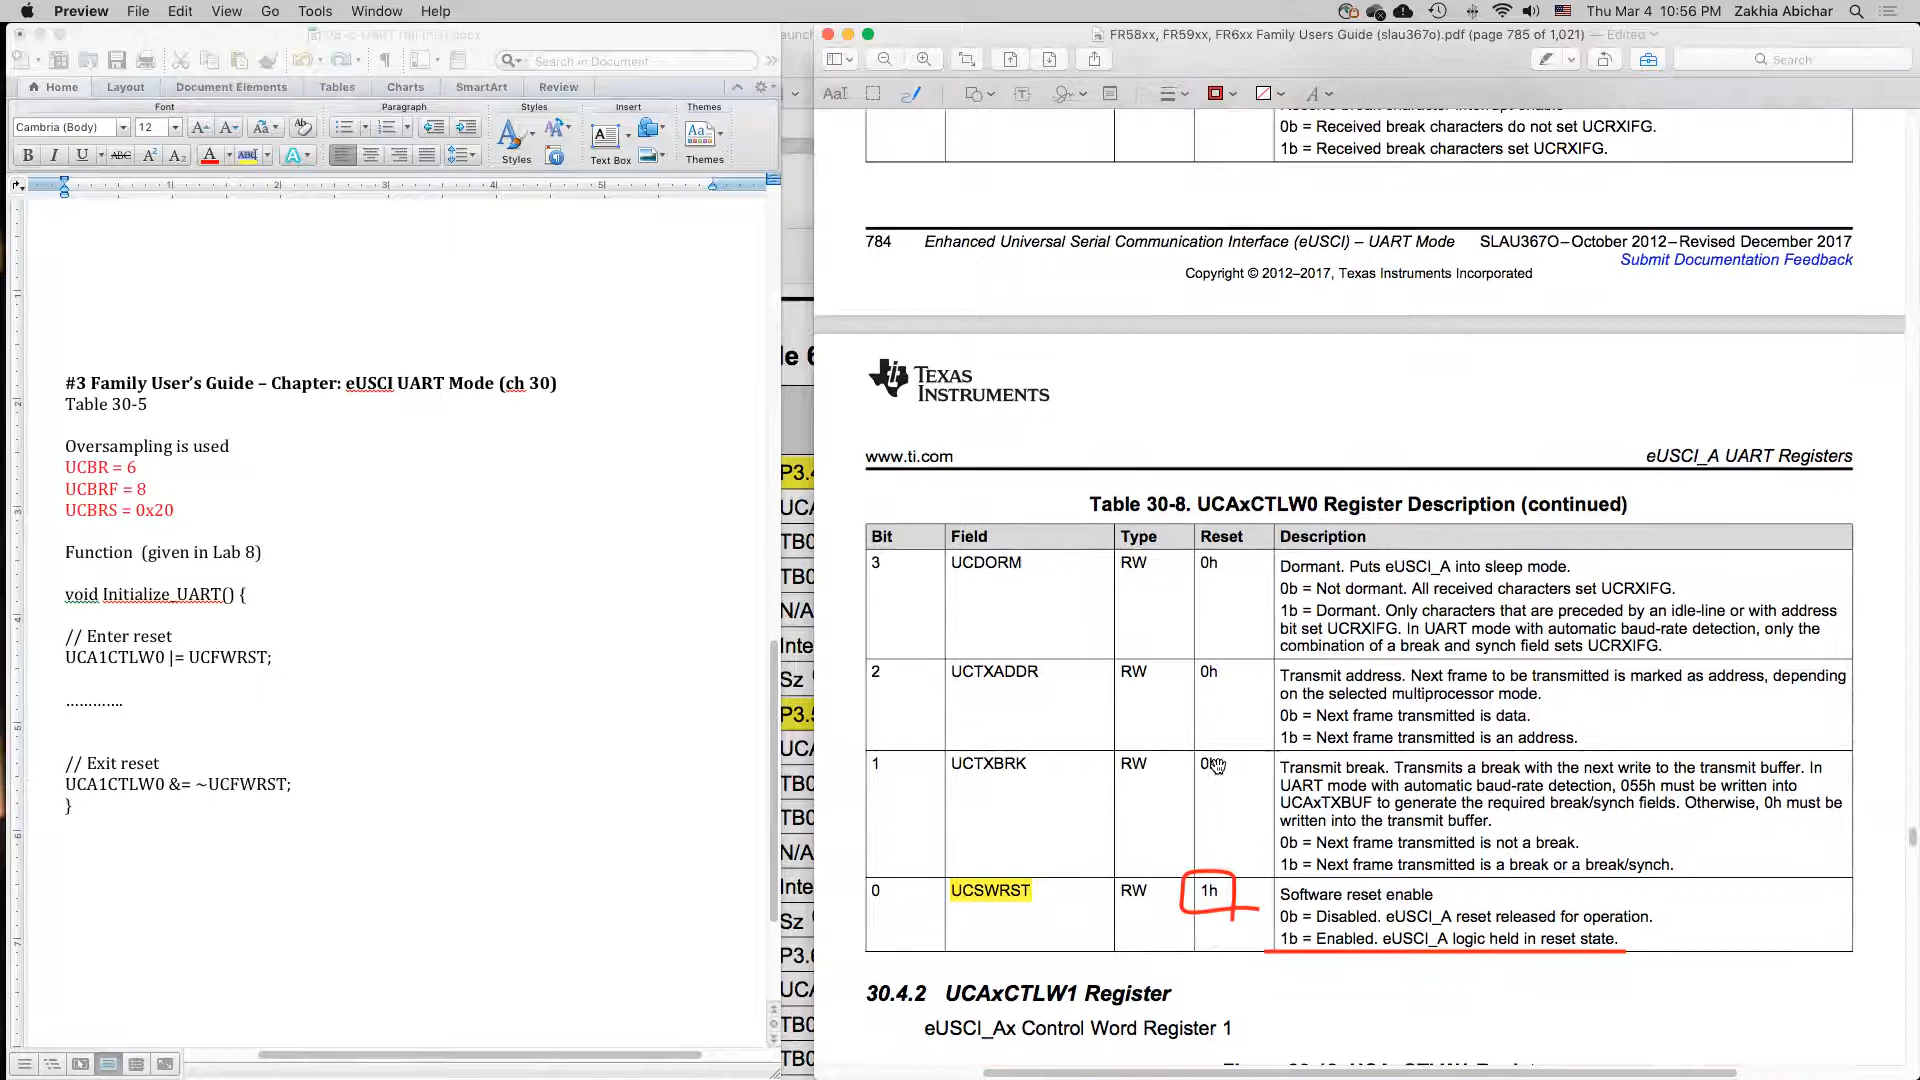 Preview File Edit View Go Tools Window Help
Thu Mar 4 10:56 PM Zakhia Abichar
Search in Document
Home Layout Document Elements Tables Charts SmartArt Review
Font Paragraph Styles Insert Themes
Cambria (Body) 12
Styles Text Box Themes
#3 Family User's Guide – Chapter: eUSCI UART Mode (ch 30)
Table 30-5
Oversampling is used
UCBR = 6
UCBRF = 8
UCBRS = 0x20
Function (given in Lab 8)
void Initialize_UART() {
// Enter reset
UCA1CTLW0 |= UCFWRST;
.............
// Exit reset
UCA1CTLW0 &= ~UCFWRST;
}
FR58xx, FR59xx, FR6xx Family Users Guide (slau367o).pdf (page 785 of 1,021) — Edited
Search
0b = Received break characters do not set UCRXIFG.
1b = Received break characters set UCRXIFG.
784 Enhanced Universal Serial Communication Interface (eUSCI) – UART Mode SLAU367O–October 2012–Revised December 2017
Submit Documentation Feedback
Copyright © 2012–2017, Texas Instruments Incorporated
TEXAS
INSTRUMENTS
www.ti.com eUSCI_A UART Registers
Table 30-8. UCAxCTLW0 Register Description (continued)
Bit Field Type Reset Description
3 UCDORM RW 0h Dormant. Puts eUSCI_A into sleep mode.
0b = Not dormant. All received characters set UCRXIFG.
1b = Dormant. Only characters that are preceded by an idle-line or with address
bit set UCRXIFG. In UART mode with automatic baud-rate detection, only the
combination of a break and synch field sets UCRXIFG.
2 UCTXADDR RW 0h Transmit address. Next frame to be transmitted is marked as address, depending
on the selected multiprocessor mode.
0b = Next frame transmitted is data.
1b = Next frame transmitted is an address.
1 UCTXBRK RW 0h Transmit break. Transmits a break with the next write to the transmit buffer. In
UART mode with automatic baud-rate detection, 055h must be written into
UCAxTXBUF to generate the required break/synch fields. Otherwise, 0h must be
written into the transmit buffer.
0b = Next frame transmitted is not a break.
1b = Next frame transmitted is a break or a break/synch.
0 UCSWRST RW 1h Software reset enable
0b = Disabled. eUSCI_A reset released for operation.
1b = Enabled. eUSCI_A logic held in reset state.
30.4.2 UCAxCTLW1 Register
eUSCI_Ax Control Word Register 1